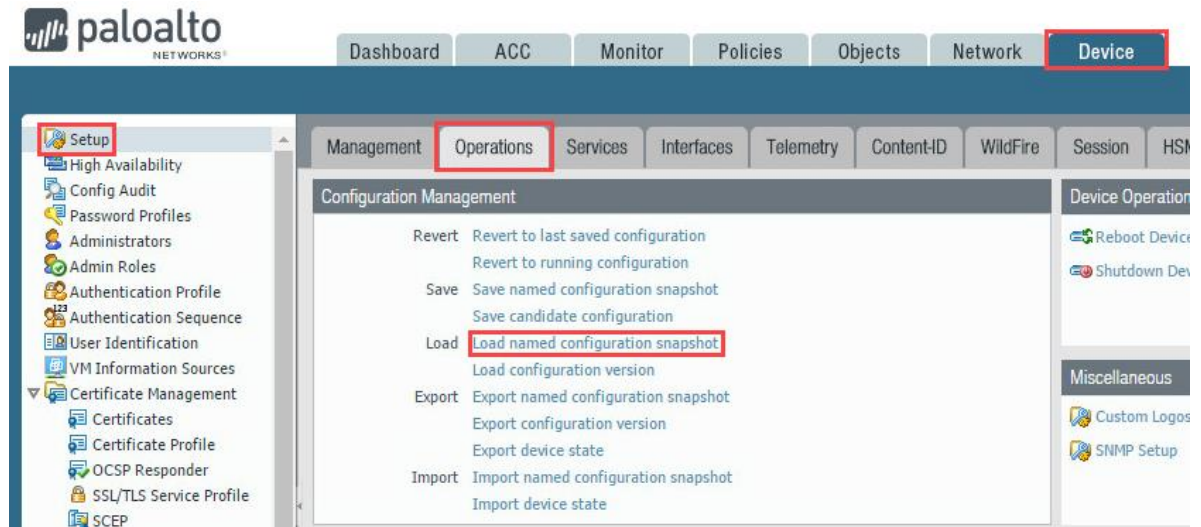 paloalto
NETWORKS®
Dashboard ACC Monitor Policies Objects Network Device
Setup
High Availability
Config Audit
Password Profiles
Administrators
Admin Roles
Authentication Profile
Authentication Sequence
User Identification
VM Information Sources
Certificate Management
Certificates
Certificate Profile
OCSP Responder
SSL/TLS Service Profile
SCEP
Management Operations Services Interfaces Telemetry Content-ID WildFire Session HSM
Configuration Management
Revert Revert to last saved configuration
Revert to running configuration
Save Save named configuration snapshot
Save candidate configuration
Load Load named configuration snapshot
Load configuration version
Export Export named configuration snapshot
Export configuration version
Export device state
Import Import named configuration snapshot
Import device state
Device Operation
Reboot Device
Shutdown Dev
Miscellaneous
Custom Logos
SNMP Setup